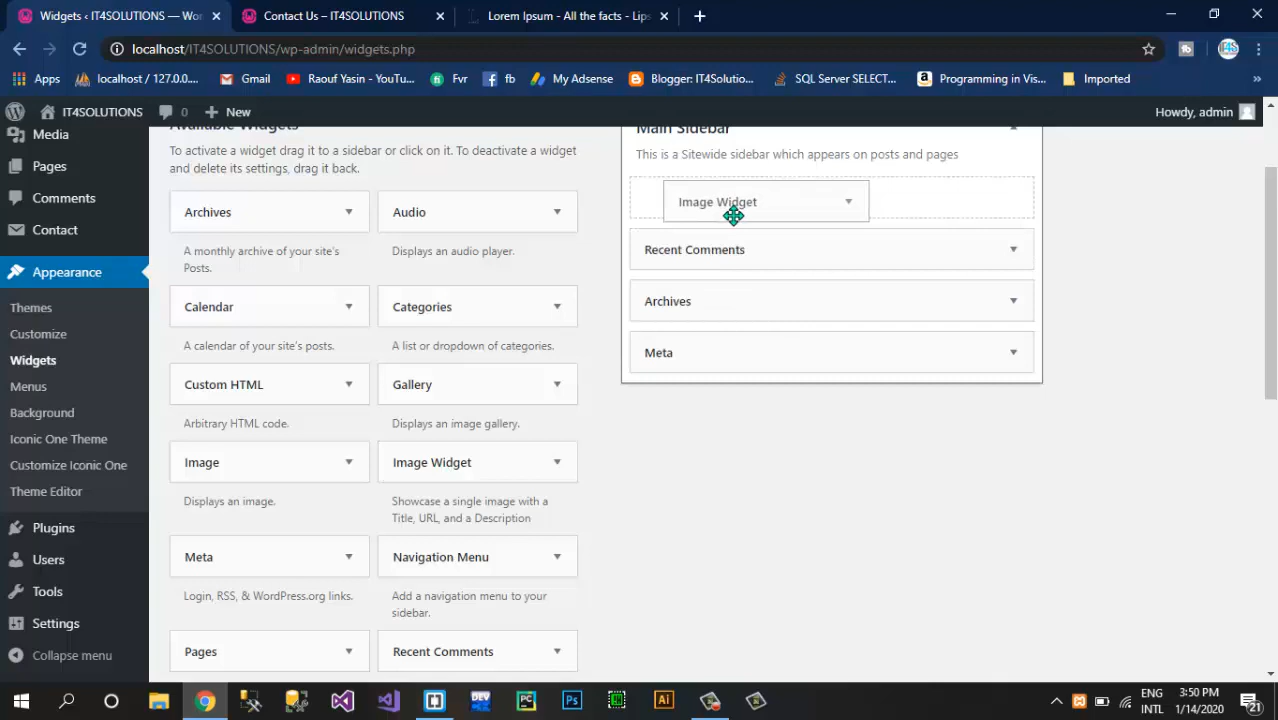 Widgets ‹ IT4SOLUTIONS — Wor
Contact Us – IT4SOLUTIONS
Lorem Ipsum - All the facts - Lips
localhost/IT4SOLUTIONS/wp-admin/widgets.php
Apps
localhost / 127.0.0....
Gmail
Raouf Yasin - YouTu...
Fvr
fb
My Adsense
Blogger: IT4Solutio...
SQL Server SELECT...
Programming in Vis...
Imported
»
IT4SOLUTIONS
0
New
Howdy, admin
Media
Pages
Comments
Contact
Appearance
Themes
Customize
Widgets
Menus
Background
Iconic One Theme
Customize Iconic One
Theme Editor
Plugins
Users
Tools
Settings
Collapse menu
Available Widgets
To activate a widget drag it to a sidebar or click on it. To deactivate a widget
and delete its settings, drag it back.
Archives
A monthly archive of your site's
Posts.
Audio
Displays an audio player.
Calendar
A calendar of your site's posts.
Categories
A list or dropdown of categories.
Custom HTML
Arbitrary HTML code.
Gallery
Displays an image gallery.
Image
Displays an image.
Image Widget
Showcase a single image with a
Title, URL, and a Description
Meta
Login, RSS, & WordPress.org links.
Navigation Menu
Add a navigation menu to your
sidebar.
Pages
Recent Comments
Main Sidebar
This is a Sitewide sidebar which appears on posts and pages
Image Widget
Recent Comments
Archives
Meta
DEV
PC
Ps
Ai
ENG
INTL
3:50 PM
1/14/2020
21